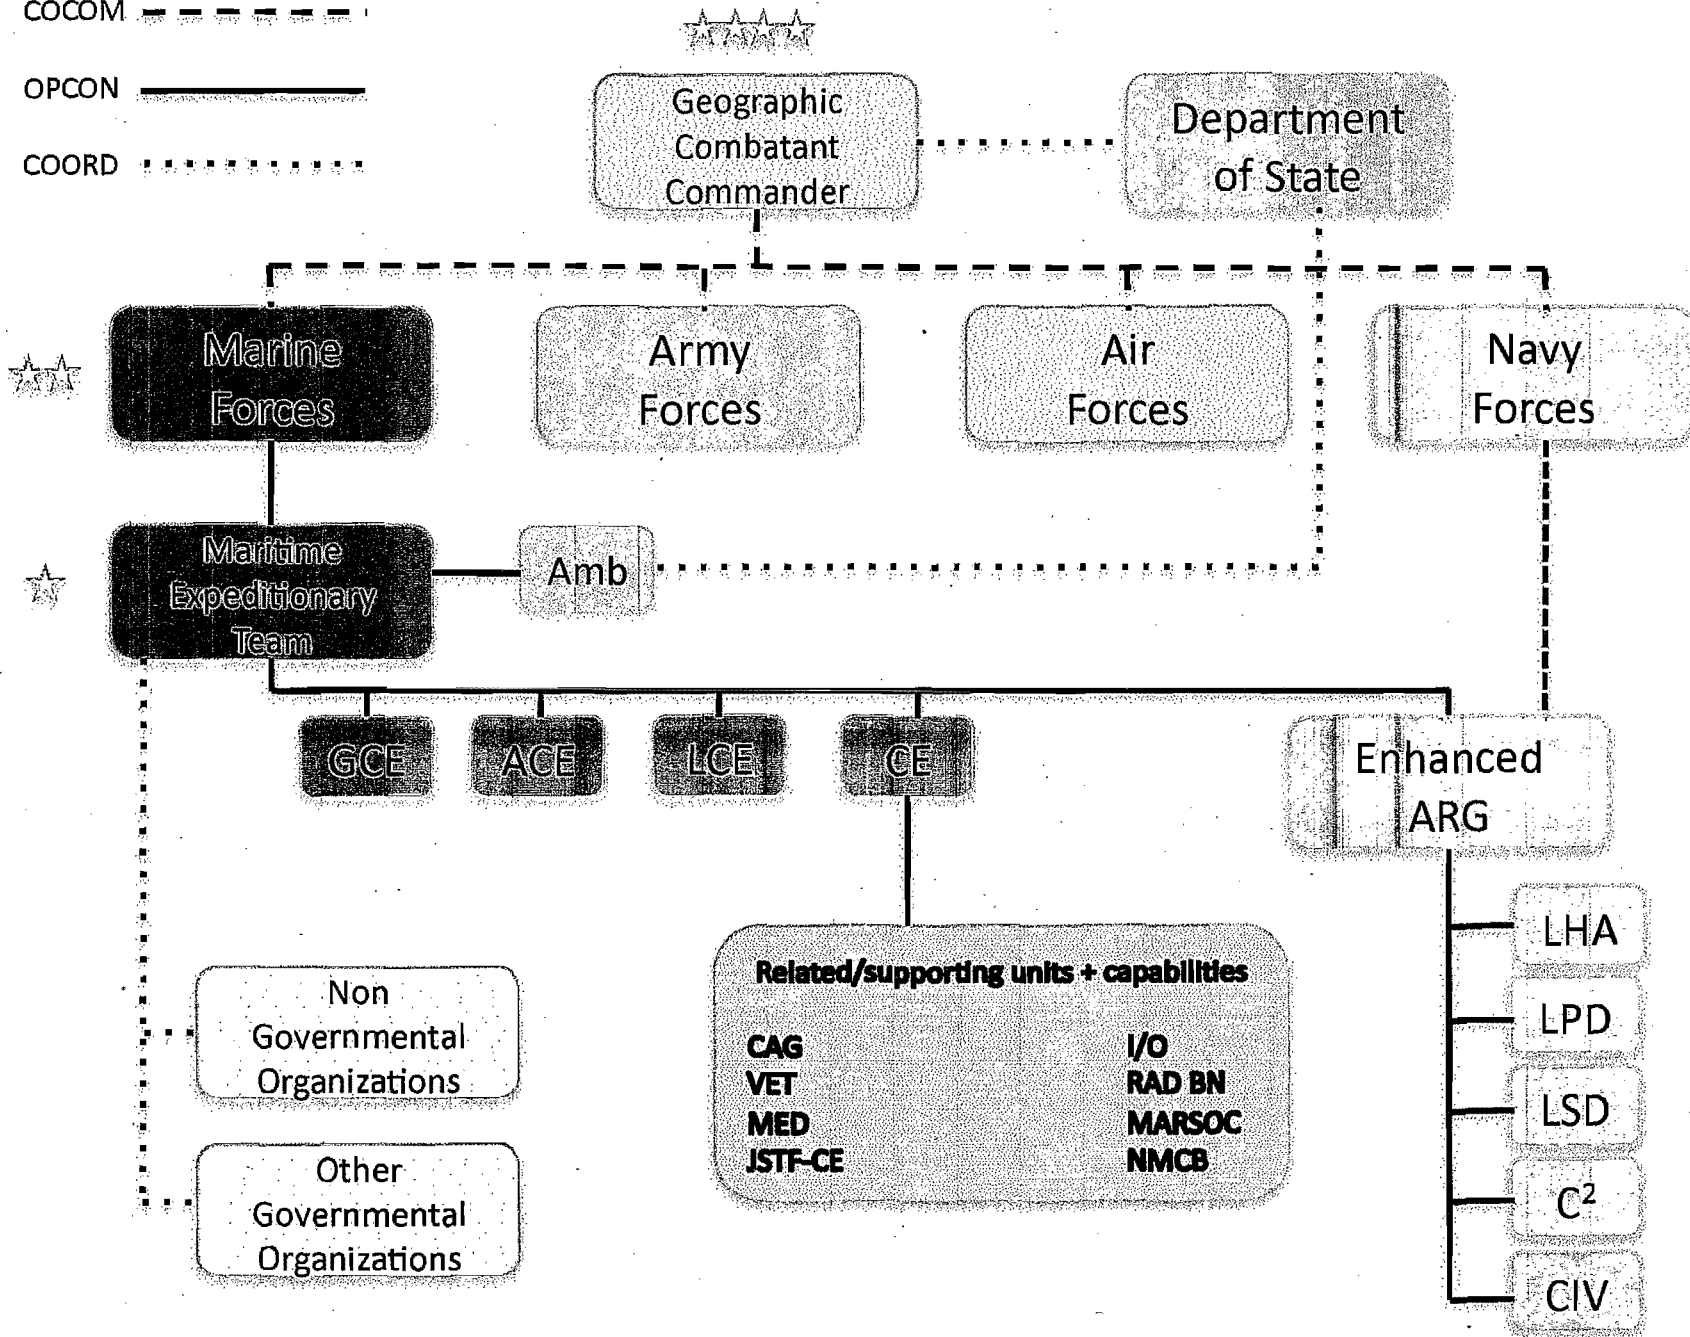 COCOM
OPCON
COORD
Geographic
Combatant
Commander
Department
of State
Marine
Forces
Army
Forces
Air
Forces
Navy
Forces
Maritime
Expeditionary
Team
Amb
GCE
ACE
LCE
CE
Enhanced
ARG
LHA
LPD
LSD
C²
CIV
Related/supporting units + capabilities
CAG
VET
MED
JSTF-CE
I/O
RAD BN
MARSOC
NMCB
Non
Governmental
Organizations
Other
Governmental
Organizations